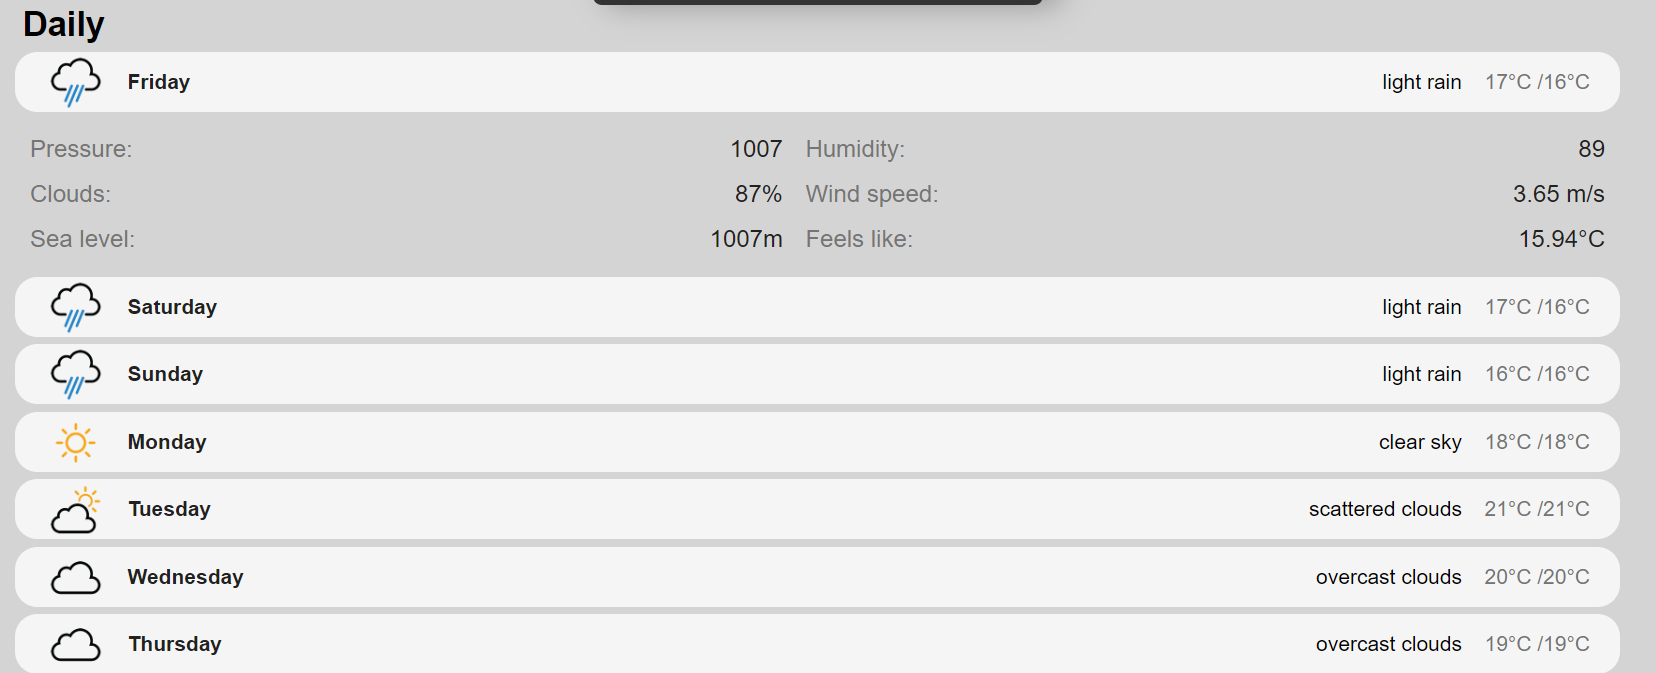 Daily
Friday light rain 17°C /16°C
Pressure: 1007 Humidity: 89
Clouds: 87% Wind speed: 3.65 m/s
Sea level: 1007m Feels like: 15.94°C
Saturday light rain 17°C /16°C
Sunday light rain 16°C /16°C
Monday clear sky 18°C /18°C
Tuesday scattered clouds 21°C /21°C
Wednesday overcast clouds 20°C /20°C
Thursday overcast clouds 19°C /19°C